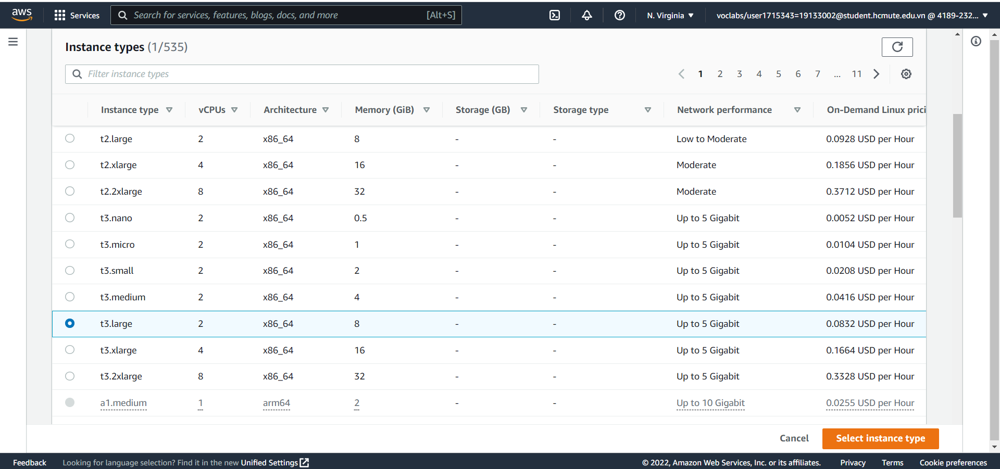 aws Services Search for services, features, blogs, docs, and more [Alt+S] N. Virginia voclabs/user1715343=19133002@student.hcmute.edu.vn @ 4189-232...
Instance types (1/535)
Filter instance types 1 2 3 4 5 6 7 ... 11
Instance type vCPUs Architecture Memory (GiB) Storage (GB) Storage type Network performance On-Demand Linux prici
t2.large 2 x86_64 8 - - Low to Moderate 0.0928 USD per Hour
t2.xlarge 4 x86_64 16 - - Moderate 0.1856 USD per Hour
t2.2xlarge 8 x86_64 32 - - Moderate 0.3712 USD per Hour
t3.nano 2 x86_64 0.5 - - Up to 5 Gigabit 0.0052 USD per Hour
t3.micro 2 x86_64 1 - - Up to 5 Gigabit 0.0104 USD per Hour
t3.small 2 x86_64 2 - - Up to 5 Gigabit 0.0208 USD per Hour
t3.medium 2 x86_64 4 - - Up to 5 Gigabit 0.0416 USD per Hour
t3.large 2 x86_64 8 - - Up to 5 Gigabit 0.0832 USD per Hour
t3.xlarge 4 x86_64 16 - - Up to 5 Gigabit 0.1664 USD per Hour
t3.2xlarge 8 x86_64 32 - - Up to 5 Gigabit 0.3328 USD per Hour
a1.medium 1 arm64 2 - - Up to 10 Gigabit 0.0255 USD per Hour
Cancel Select instance type
Feedback Looking for language selection? Find it in the new Unified Settings © 2022, Amazon Web Services, Inc. or its affiliates. Privacy Terms Cookie preferences